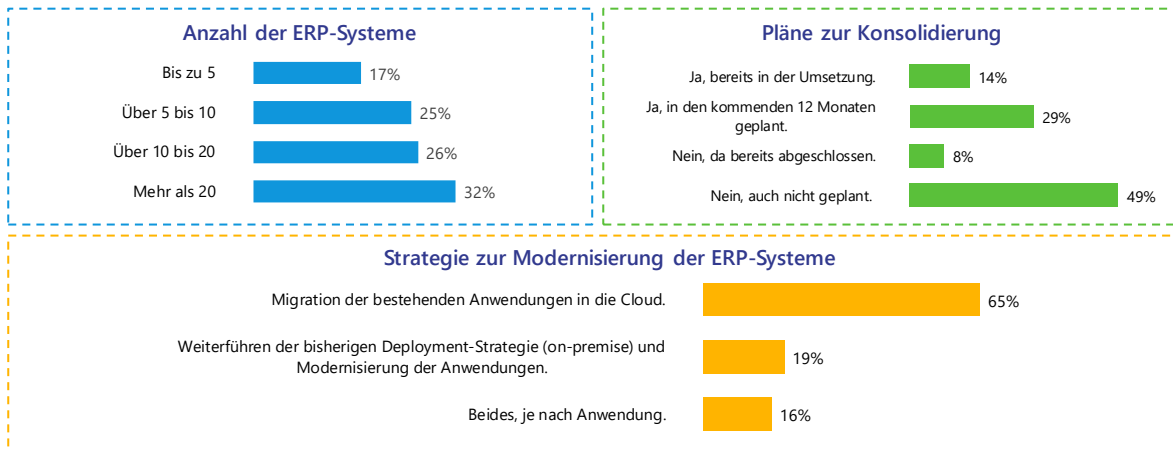 Anzahl der ERP-Systeme
Bis zu 5
17%
Über 5 bis 10
25%
Über 10 bis 20
26%
Mehr als 20
32%
Pläne zur Konsolidierung
Ja, bereits in der Umsetzung.
14%
Ja, in den kommenden 12 Monaten
geplant.
29%
Nein, da bereits abgeschlossen.
8%
Nein, auch nicht geplant.
49%
Strategie zur Modernisierung der ERP-Systeme
Migration der bestehenden Anwendungen in die Cloud.
65%
Weiterführen der bisherigen Deployment-Strategie (on-premise) und
Modernisierung der Anwendungen.
19%
Beides, je nach Anwendung.
16%